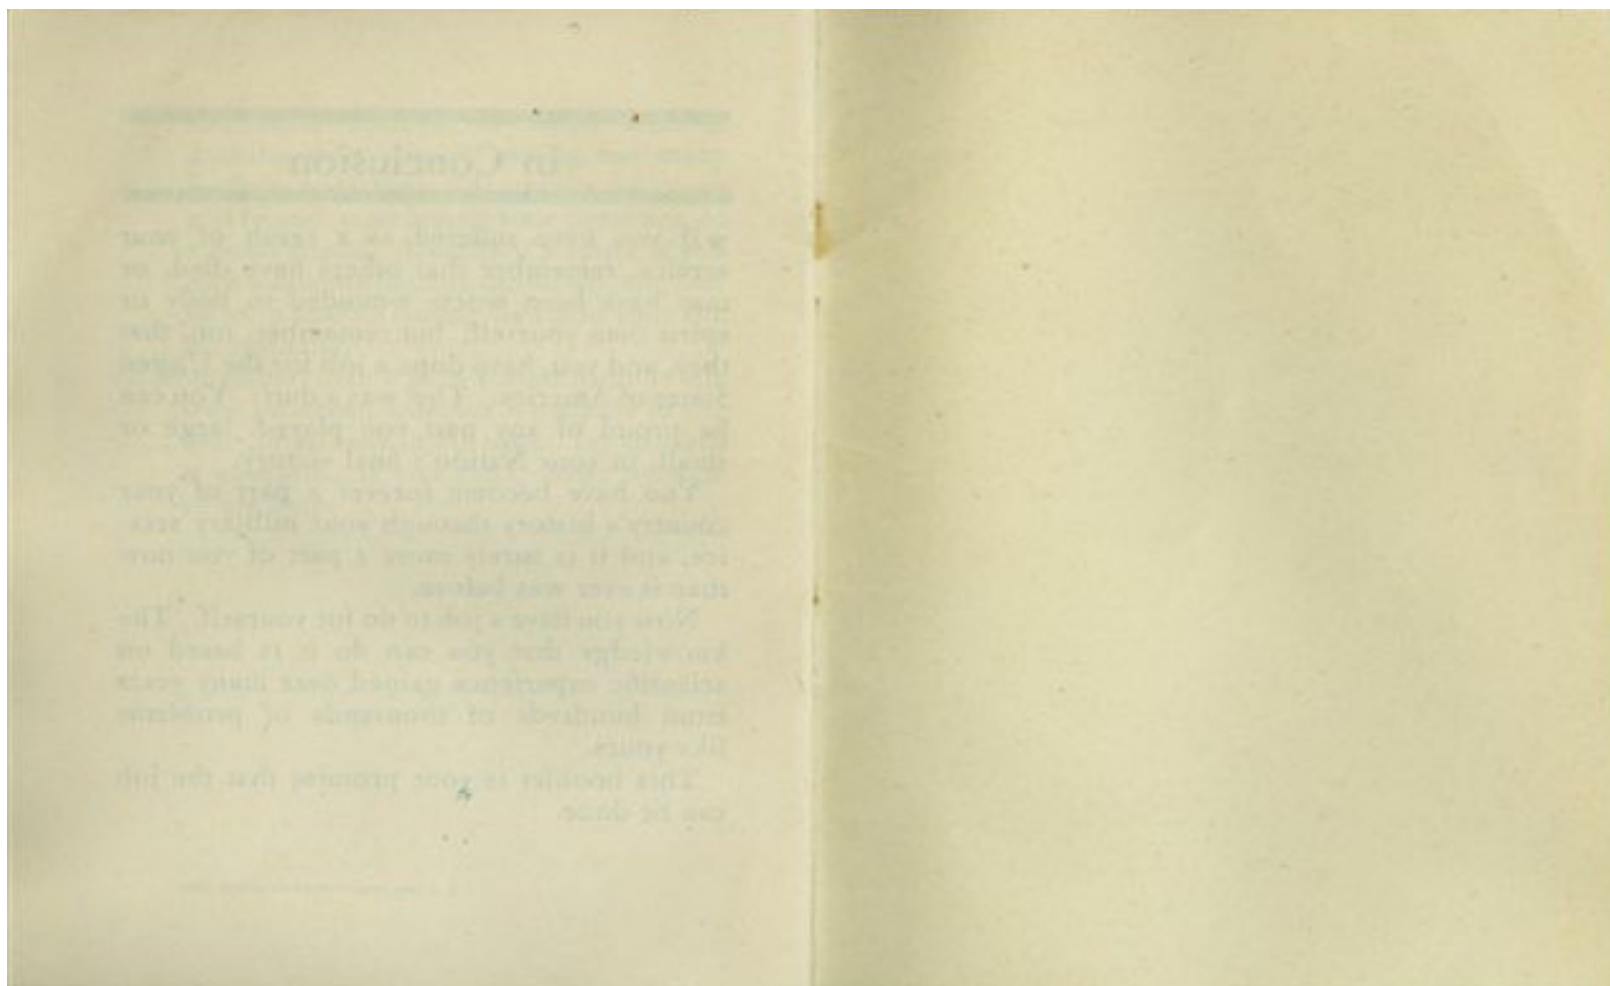 In Conclusion
you have suffered as a result of your
service, remember that others have died, or
may have been worse wounded in body or
spirit than yourself; but remember, too, that
they, and you, have done a job for the United
States of America. You can
be proud of any part you played, large or
small, in your Nation's final victory.
You have become forever a part of your
country's history through your military serv-
ice, and it is surely more a part of you now
than it ever was before.
Now you have a job to do for yourself. The
knowledge that you can do it is based on
scientific experience gained over many years
from hundreds of thousands of problems
like yours.
This booklet is your promise that the job
can be done.